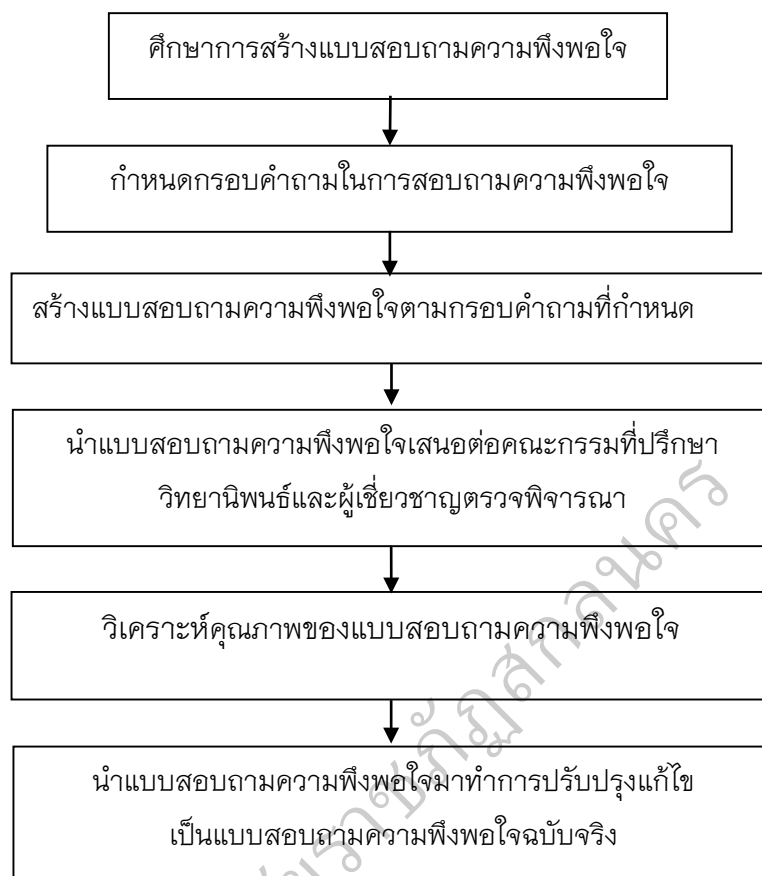 ศึกษาการสร้างแบบสอบถามความพึงพอใจ
กำหนดกรอบคำถามในการสอบถามความพึงพอใจ
สร้างแบบสอบถามความพึงพอใจตามกรอบคำถามที่กำหนด
นำแบบสอบถามความพึงพอใจเสนอต่อคณะกรรมที่ปรึกษา
วิทยานิพนธ์และผู้เชี่ยวชาญตรวจพิจารณา
วิเคราะห์คุณภาพของแบบสอบถามความพึงพอใจ
นำแบบสอบถามความพึงพอใจมาทำการปรับปรุงแก้ไข
เป็นแบบสอบถามความพึงพอใจฉบับจริง
ราชภัฏสกลนคร